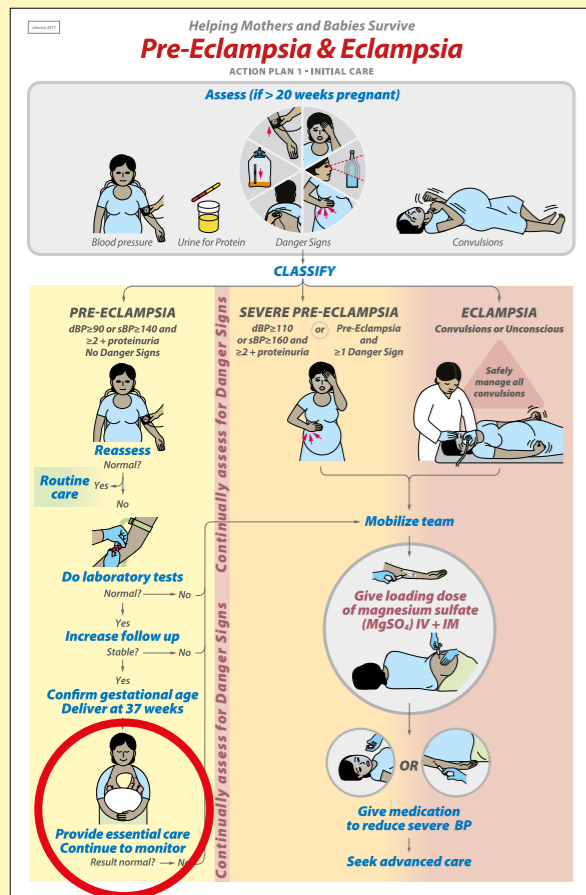 January 2017
Helping Mothers and Babies Survive
Pre-Eclampsia & Eclampsia
ACTION PLAN 1 - INITIAL CARE
Assess (if > 20 weeks pregnant)
Blood pressure
Urine for Protein
Danger Signs
Convulsions
CLASSIFY
PRE-ECLAMPSIA
dBP≥90 or sBP≥140 and
≥2 + proteinuria
No Danger Signs
Reassess
Normal?
Routine
care
Yes
No
Do laboratory tests
Normal?
No
Yes
Increase follow up
Stable?
No
Yes
Confirm gestational age
Deliver at 37 weeks
Provide essential care
Continue to monitor
Result normal?
No
Continually assess for Danger Signs
Continually assess for Danger Signs
SEVERE PRE-ECLAMPSIA
dBP≥110
or sBP≥160 and
≥2 + proteinuria
or
Pre-Eclampsia
and
≥1 Danger Sign
ECLAMPSIA
Convulsions or Unconscious
Safely
manage all
convulsions
Mobilize team
Give loading dose
of magnesium sulfate
(MgSO₄) IV + IM
OR
Give medication
to reduce severe BP
Seek advanced care